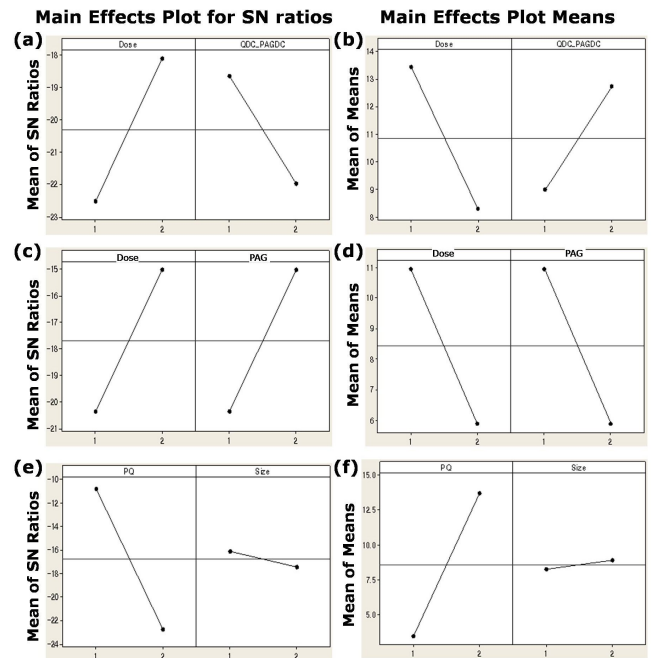 Main Effects Plot for SN ratios
Main Effects Plot Means
(a)
Dose
QDC_PAGDC
Mean of SN Ratios
-18
-19
-20
-21
-22
-23
1
2
1
2
(b)
Dose
QDC_PAGDC
Mean of Means
14
13
12
11
10
9
8
1
2
1
2
(c)
Dose
PAG
Mean of SN Ratios
-15
-16
-17
-18
-19
-20
-21
1
2
1
2
(d)
Dose
PAG
Mean of Means
11
10
9
8
7
6
1
2
1
2
(e)
PQ
Size
Mean of SN Ratios
-10
-12
-14
-16
-18
-20
-22
-24
1
2
1
2
(f)
PQ
Size
Mean of Means
15.0
12.5
10.0
7.5
5.0
1
2
1
2